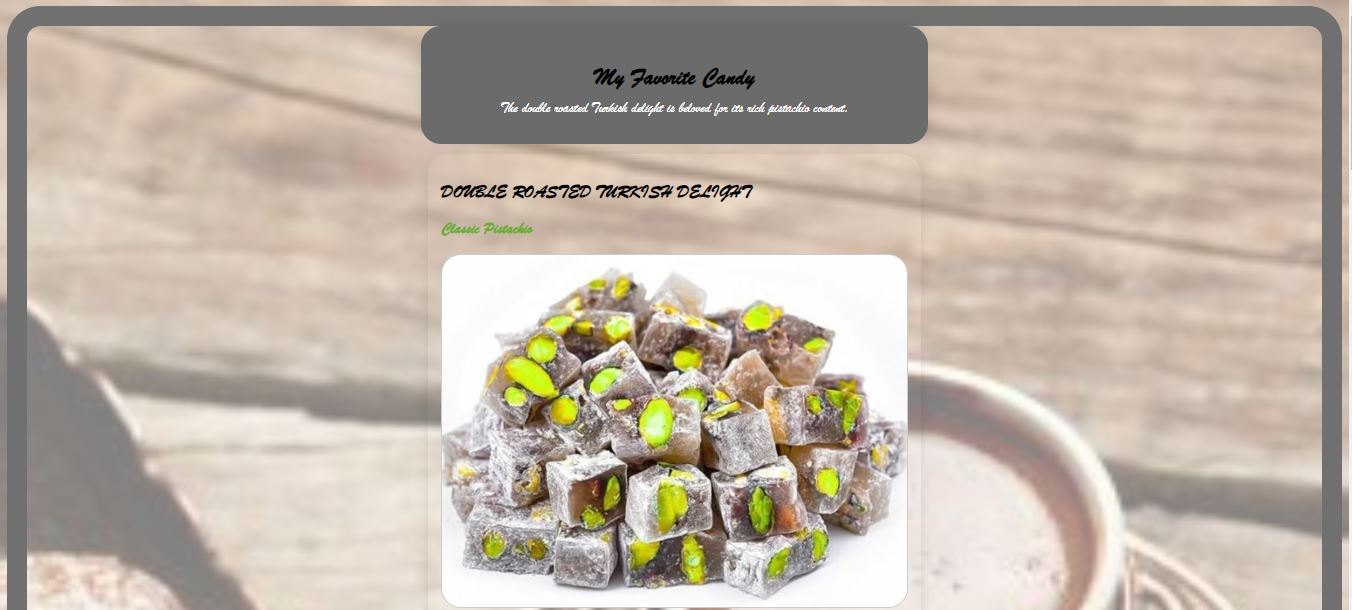 My Favorite Candy
The double roasted Turkish delight is beloved for its rich pistachio content.
DOUBLE ROASTED TURKISH DELIGHT
Classic Pistachio